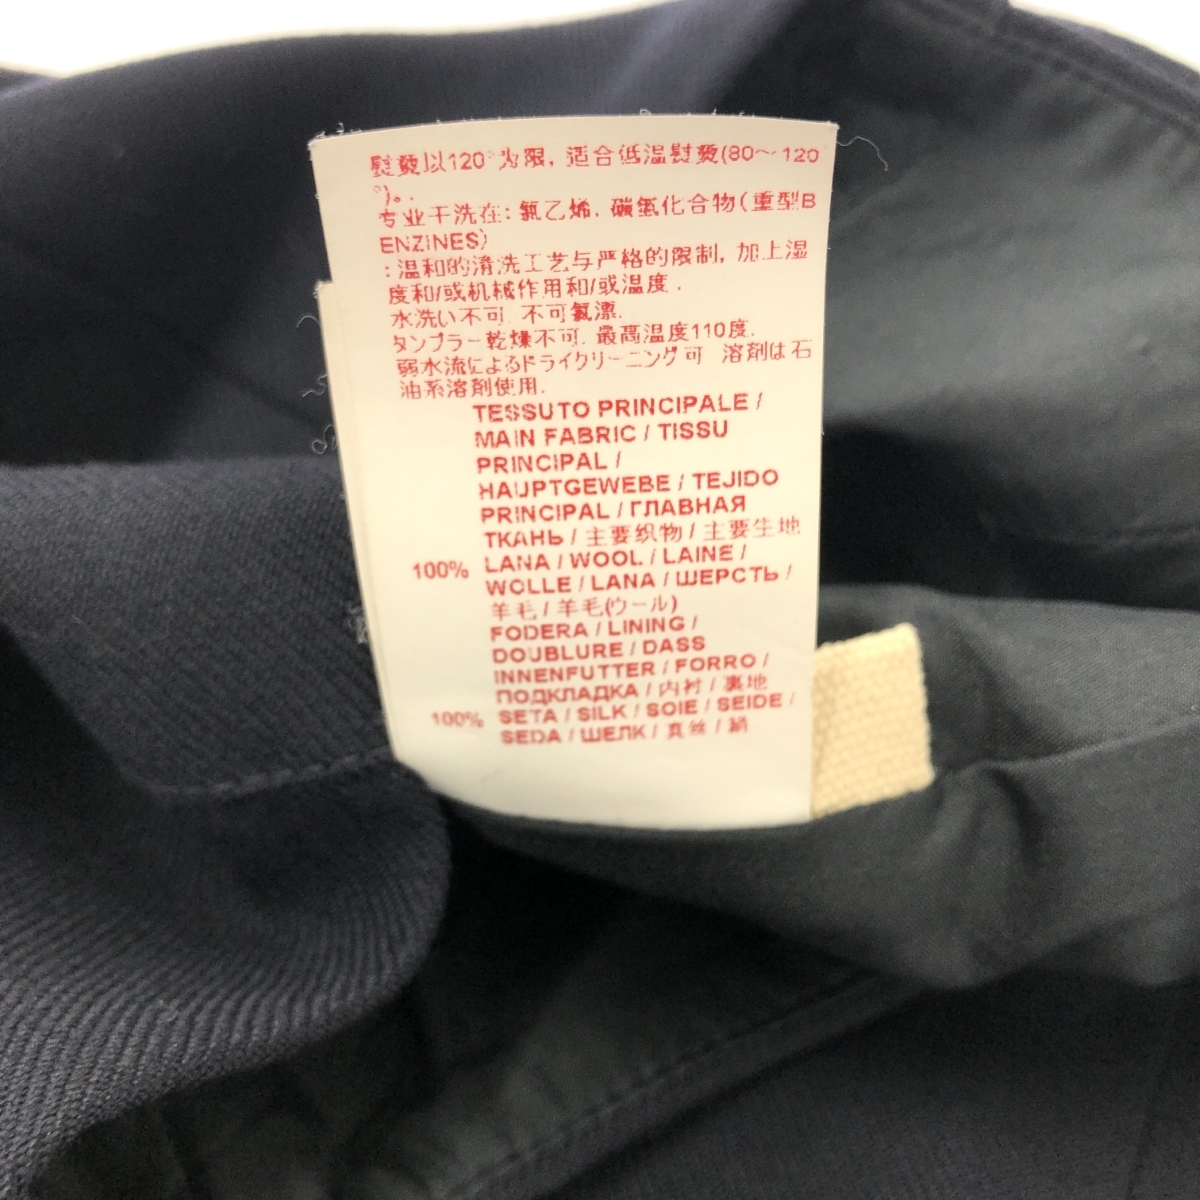 熨烫以120°为限, 适合低温熨烫(80～120
°)。.
专业干洗在: 氯乙烯, 碳氢化合物(重型B
ENZINES)
:温和的清洗工艺与严格的限制, 加上湿
度和/或机械作用和/或温度.
水洗い不可. 不可氯漂.
タンブラー乾燥不可. 最高温度110度.
弱水流によるドライクリーニング可 溶剤は石
油系溶剤使用.
TESSUTO PRINCIPALE /
MAIN FABRIC / TISSU
PRINCIPAL /
HAUPTGEWEBE / TEJIDO
PRINCIPAL / ГЛАВНАЯ
ТКАНЬ / 主要织物 / 主要生地
100% LANA / WOOL / LAINE /
WOLLE / LANA / ШЕРСТЬ /
羊毛 / 羊毛(ウール)
FODERA / LINING /
DOUBLURE / DASS
INNENFUTTER / FORRO /
ПОДКЛАДКА / 内衬 / 裏地
100% SETA / SILK / SOIE / SEIDE /
SEDA / ШЕЛК / 真丝 / 絹